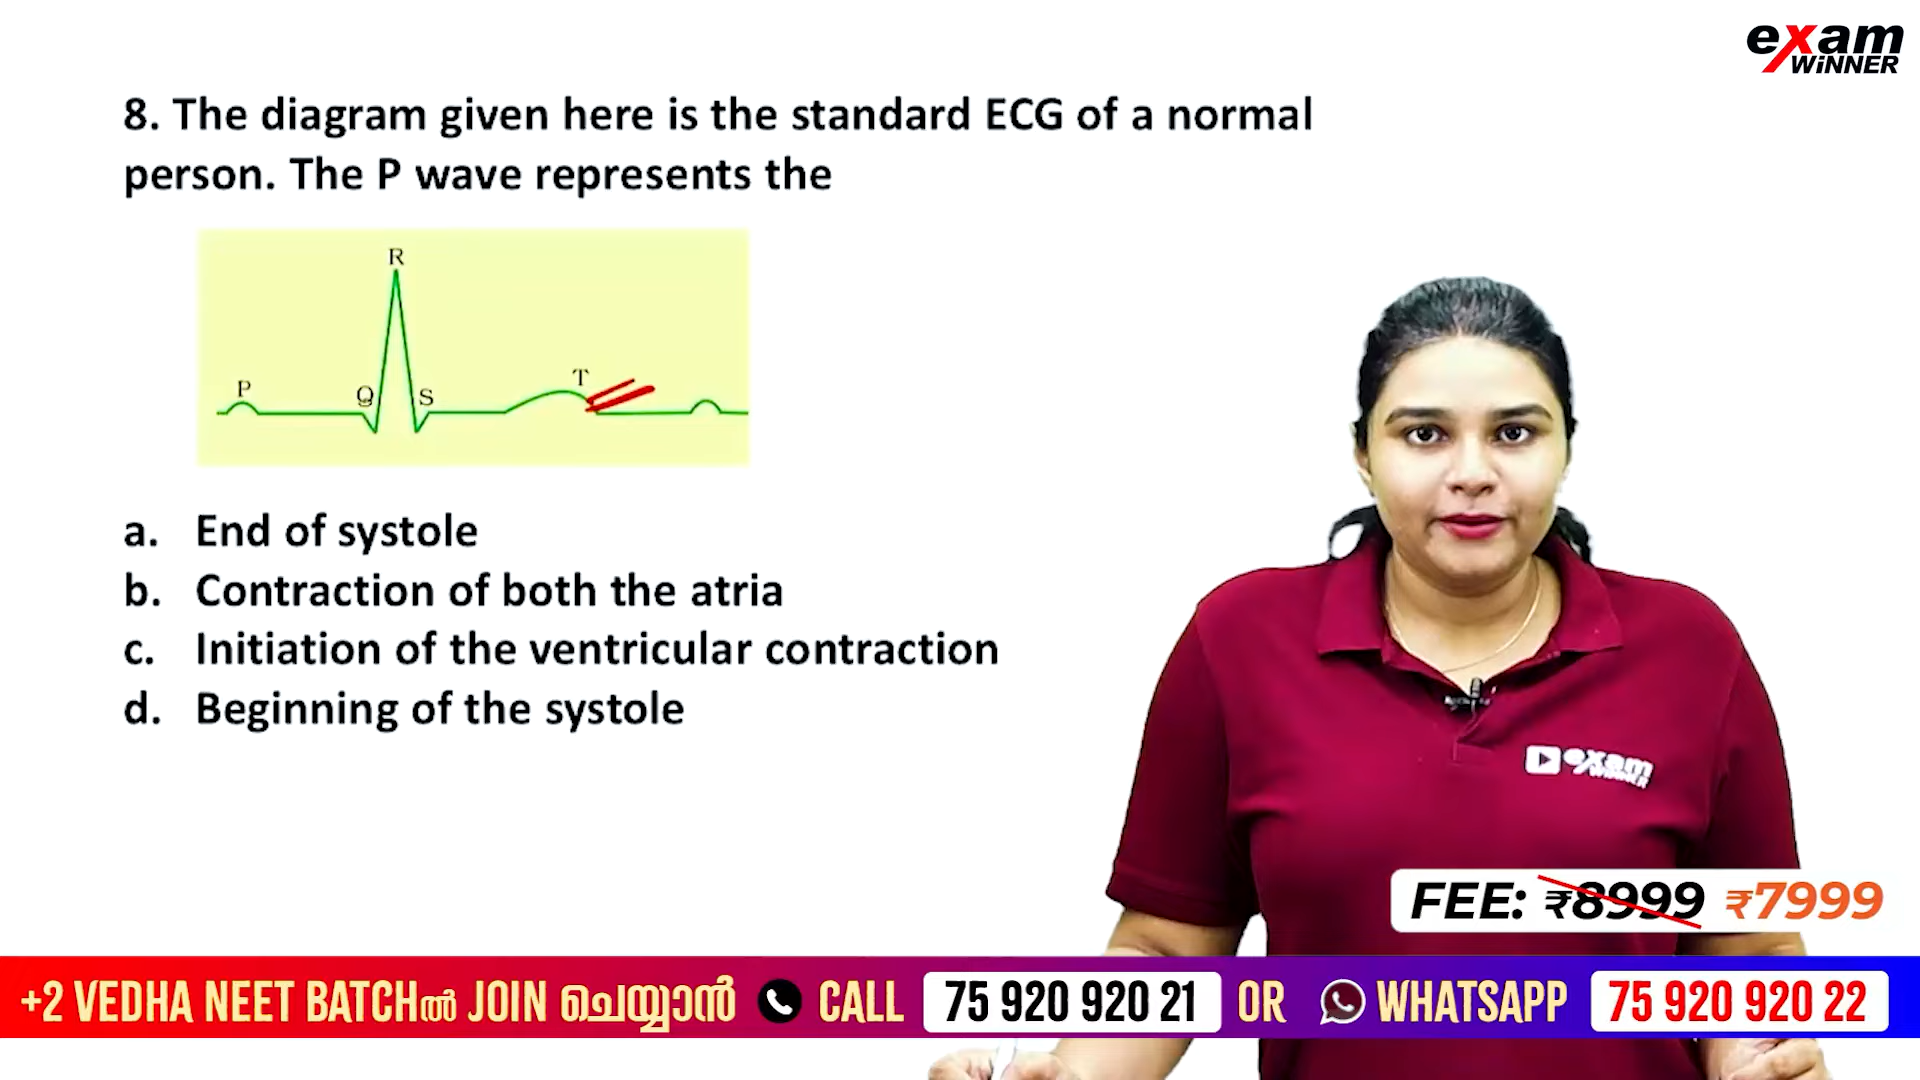 exam
WiNNER
8. The diagram given here is the standard ECG of a normal
person. The P wave represents the
R
P
Q
S
T
a. End of systole
b. Contraction of both the atria
c. Initiation of the ventricular contraction
d. Beginning of the systole
exam
WINNER
FEE: ₹8999 ₹7999
+2 VEDHA NEET BATCHൽ JOIN ചെയ്യാൻ CALL 75 920 920 21 OR WHATSAPP 75 920 920 22